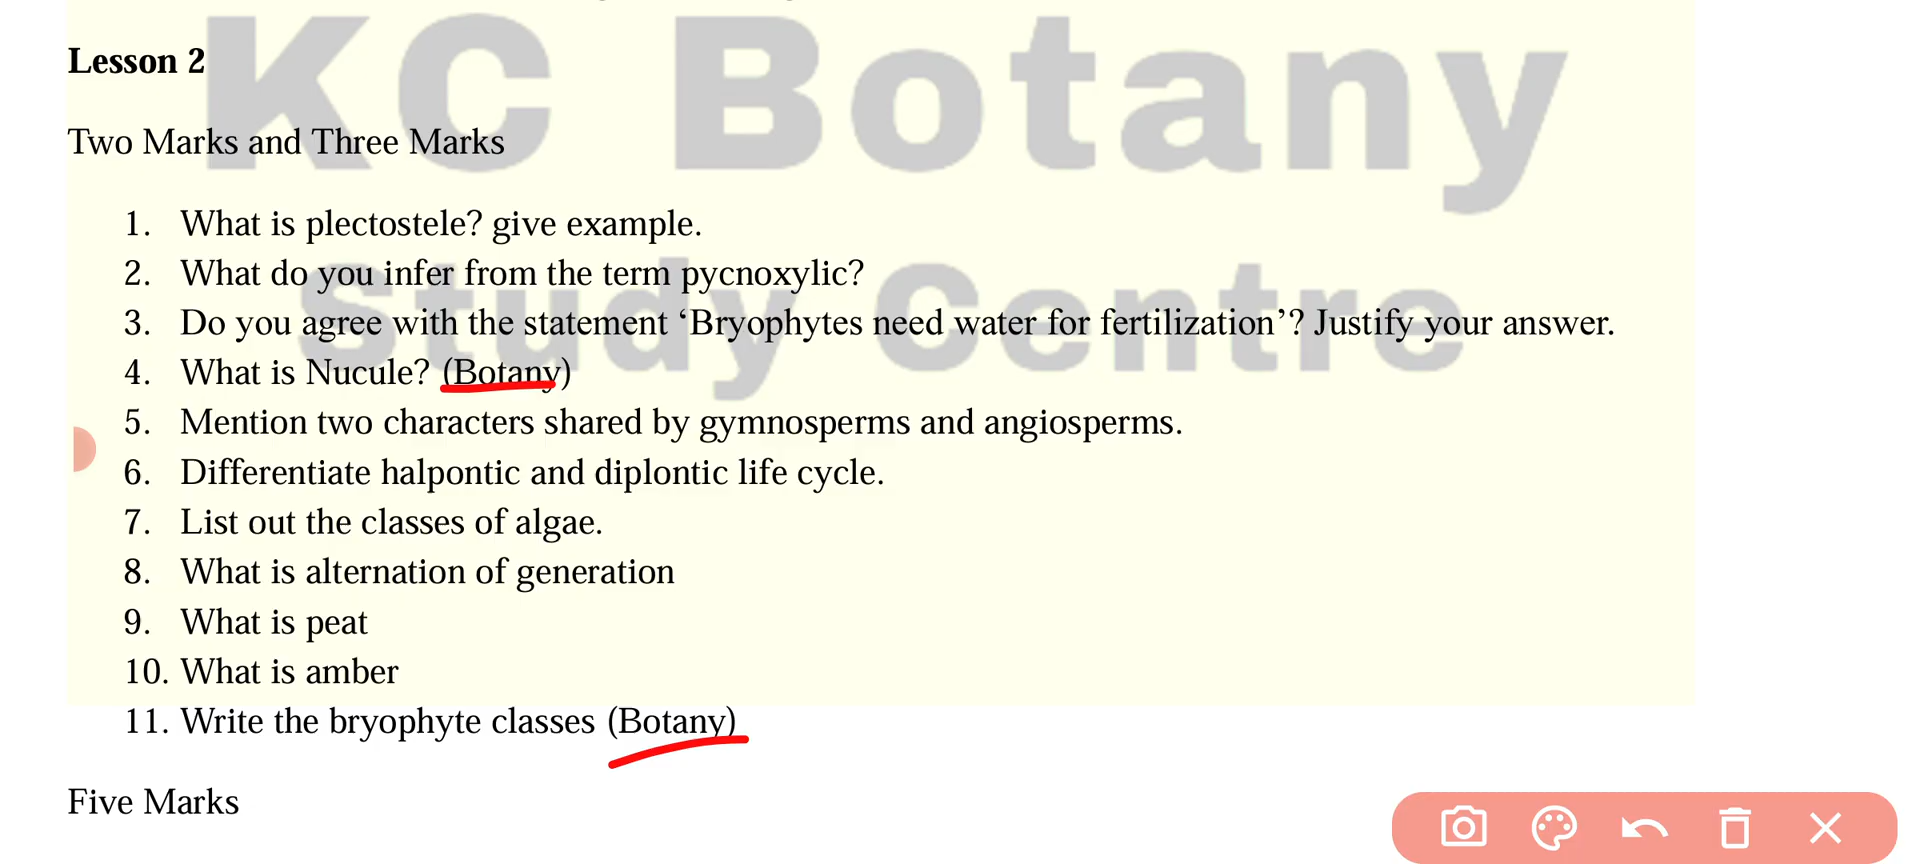 KC Botany
Study Centre
Lesson 2
Two Marks and Three Marks
1. What is plectostele? give example.
2. What do you infer from the term pycnoxylic?
3. Do you agree with the statement ‘Bryophytes need water for fertilization’? Justify your answer.
4. What is Nucule? (Botany)
5. Mention two characters shared by gymnosperms and angiosperms.
6. Differentiate halpontic and diplontic life cycle.
7. List out the classes of algae.
8. What is alternation of generation
9. What is peat
10. What is amber
11. Write the bryophyte classes (Botany)
Five Marks